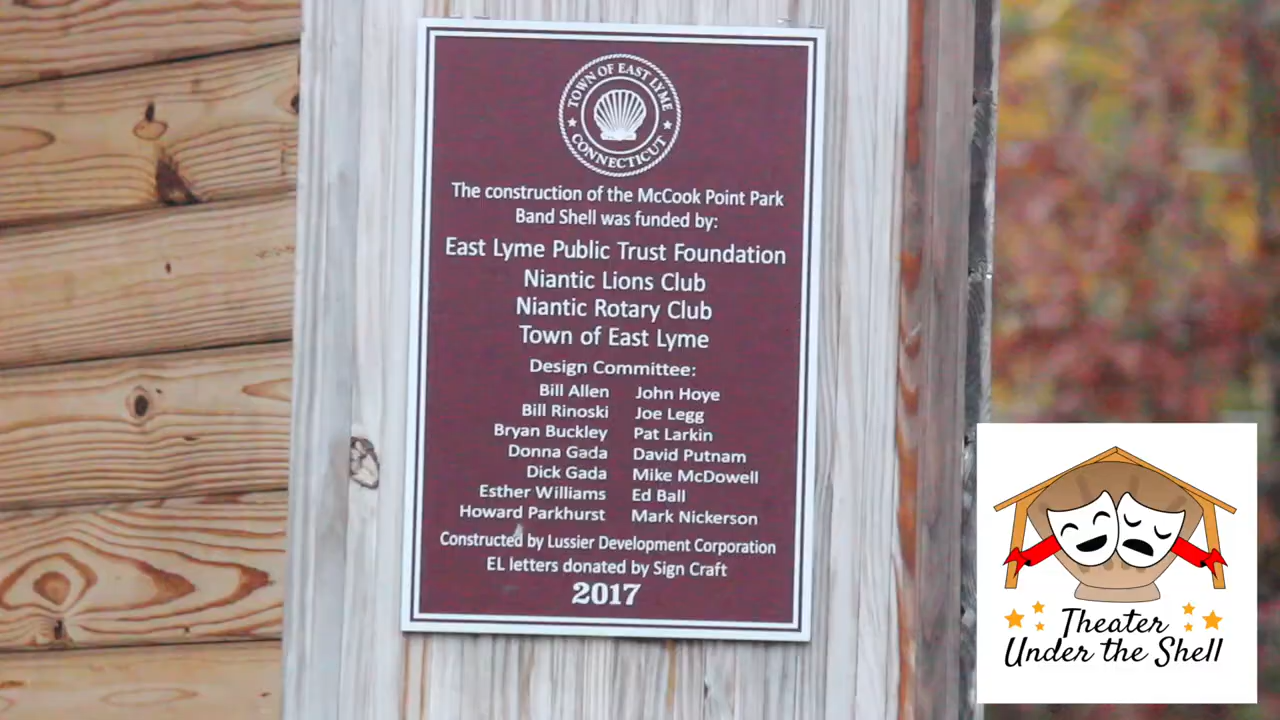 TOWN OF EAST LYME
CONNECTICUT
The construction of the McCook Point Park
Band Shell was funded by:
East Lyme Public Trust Foundation
Niantic Lions Club
Niantic Rotary Club
Town of East Lyme
Design Committee:
Bill Allen John Hoye
Bill Rinoski Joe Legg
Bryan Buckley Pat Larkin
Donna Gada David Putnam
Dick Gada Mike McDowell
Esther Williams Ed Ball
Howard Parkhurst Mark Nickerson
Constructed by Lussier Development Corporation
EL letters donated by Sign Craft
2017
Theater
Under the Shell